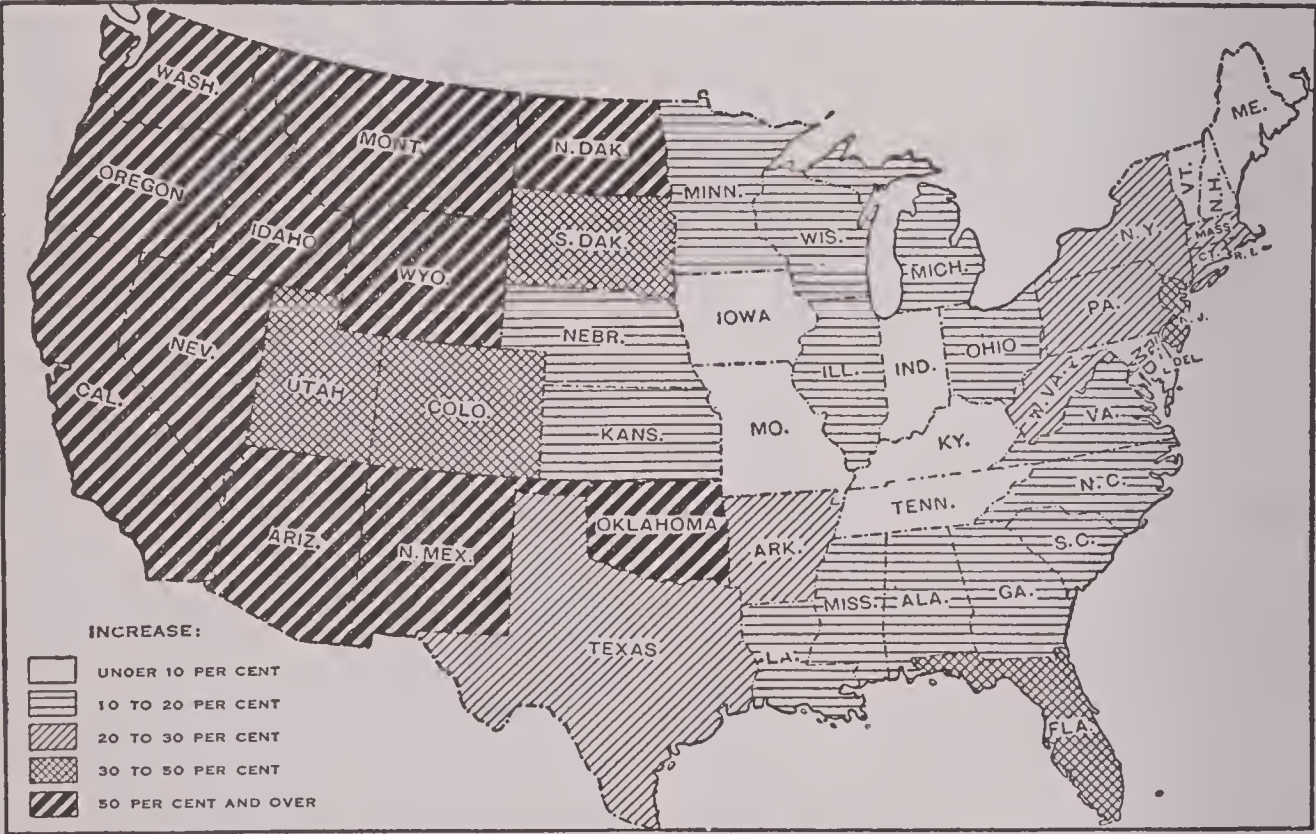 WASH.
MONT.
N. DAK.
MINN.
ME.
VT.
N.H.
OREGON
IDAHO
S. DAK.
WIS.
MICH.
N.Y.
MASS.
CT.
R. I.
WYO.
IOWA
PA.
N. J.
NEV.
NEBR.
ILL.
IND.
OHIO
DEL.
MD.
CAL.
UTAH
COLO.
KANS.
MO.
KY.
W. VA.
VA.
ARIZ.
N. MEX.
OKLAHOMA
ARK.
TENN.
N.C.
S.C.
TEXAS
LA.
MISS.
ALA.
GA.
FLA.
INCREASE:
UNDER 10 PER CENT
10 TO 20 PER CENT
20 TO 30 PER CENT
30 TO 50 PER CENT
50 PER CENT AND OVER